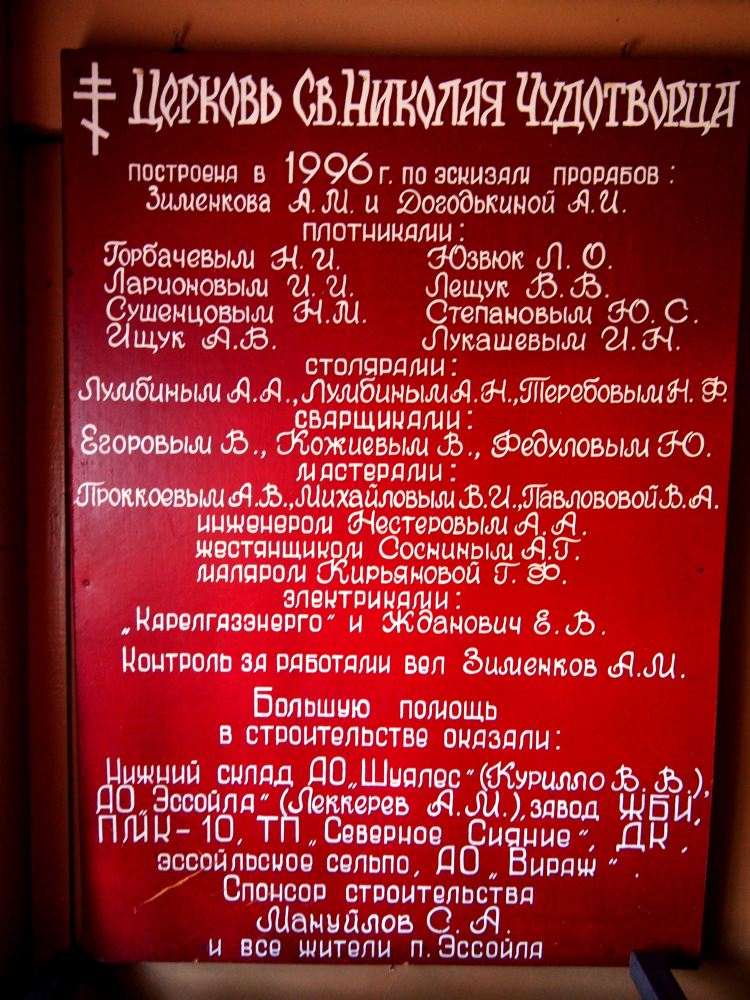 Церковь Св. Николая Чудотворца
построена в 1996 г. по эскизам прорабов:
Зименкова А. М. и Догодькиной А. И.
плотниками:
Горбачевым Н. И. Юзвюк Л. О.
Ларионовым И. И. Лещук В. В.
Сушенцовым Н. М. Степановым Ю. С.
Ищук А. В. Лукашевым И. Н.
столярами:
Лумбиным А. А., Лумбиным А. Н., Теребовым Н. Ф.
сварщиками:
Егоровым В., Кожиевым В., Федуловым Ю.
мастерами:
Проккоевым А. В., Михайловым В. И., Павлововой В. А.
инженером Нестеровым А. А.
жестянщиком Сосниным А. Г.
маляром Кирьяновой Г. Ф.
электриками:
„Карелгазэнерго" и Жданович Е. В.
Контроль за работами вел Зименков А. М.
Большую помощь
в строительстве оказали:
Нижний склад АО „Шуялес" (Курилло В. В.),
АО „Эссойла" (Леккерев А. М.), завод ЖБИ,
ПМК-10, ТП „Северное Сияние", ДК,
эссойльское сельпо, АО „Вираж".
Спонсор строительства
Мануйлов С. А.
и все жители п. Эссойла